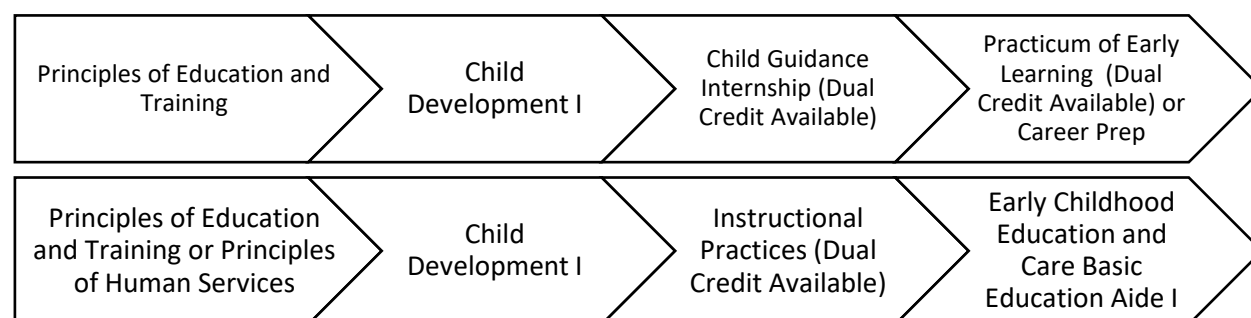 Principles of Education and
Training
Child
Development I
Child Guidance
Internship (Dual
Credit Available)
Practicum of Early
Learning (Dual
Credit Available) or
Career Prep
Principles of Education
and Training or Principles
of Human Services
Child
Development I
Instructional
Practices (Dual
Credit Available)
Early Childhood
Education and
Care Basic
Education Aide I